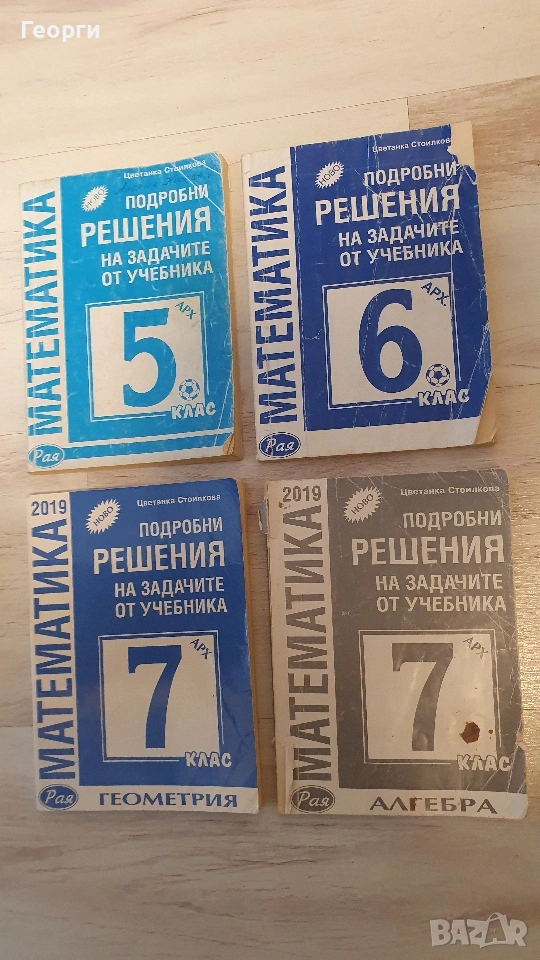 Георги
Цветанка Стоилкова
НОВО
МАТЕМАТИКА
ПОДРОБНИ
РЕШЕНИЯ
НА ЗАДАЧИТЕ
ОТ УЧЕБНИКА
АРХ.
5
КЛАС
Рая
Цветанка Стоилкова
НОВО
МАТЕМАТИКА
ПОДРОБНИ
РЕШЕНИЯ
НА ЗАДАЧИТЕ
ОТ УЧЕБНИКА
АРХ.
6
КЛАС
Рая
2019
Цветанка Стоилкова
НОВО
МАТЕМАТИКА
ПОДРОБНИ
РЕШЕНИЯ
НА ЗАДАЧИТЕ
ОТ УЧЕБНИКА
АРХ.
7
КЛАС
Рая
ГЕОМЕТРИЯ
2019
Цветанка Стоилкова
НОВО
МАТЕМАТИКА
ПОДРОБНИ
РЕШЕНИЯ
НА ЗАДАЧИТЕ
ОТ УЧЕБНИКА
АРХ.
7
КЛАС
Рая
АЛГЕБРА
BAZAR